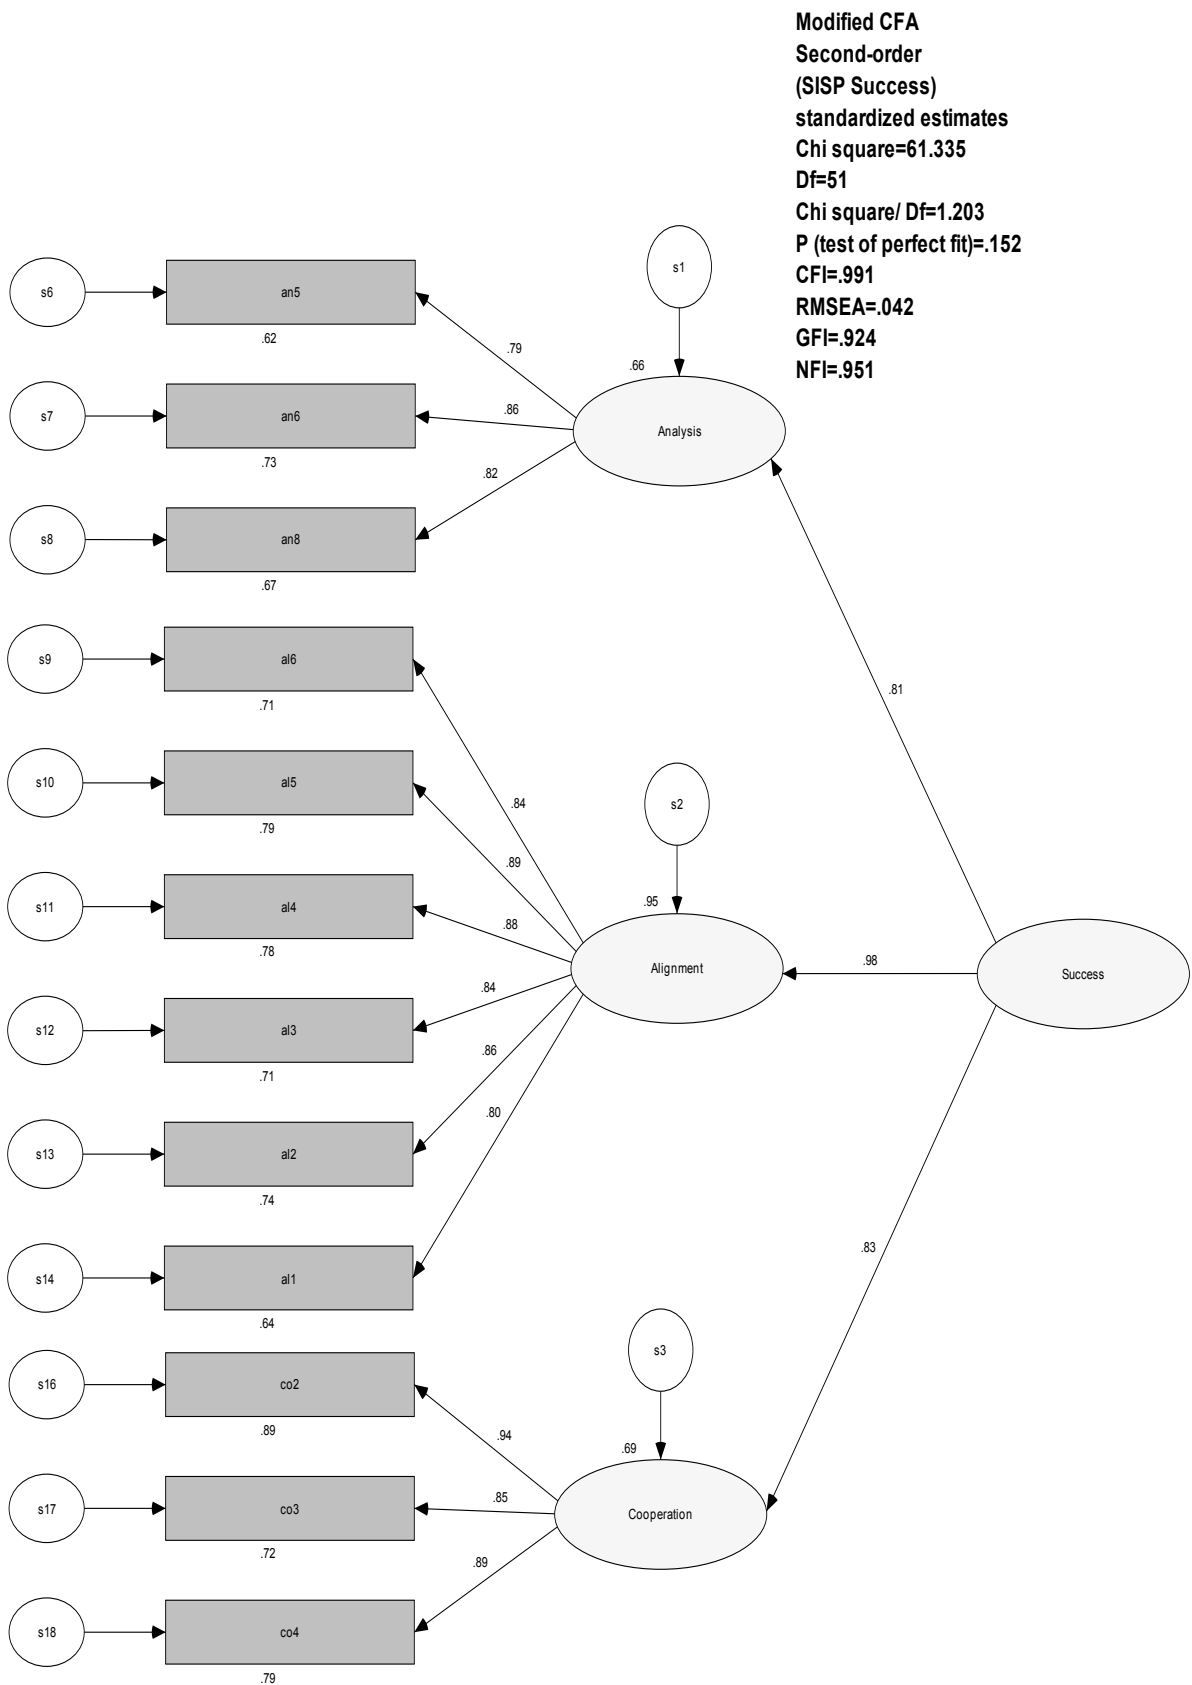 Modified CFA
Second-order
(SISP Success)
standardized estimates
Chi square=61.335
Df=51
Chi square/ Df=1.203
P (test of perfect fit)=.152
CFI=.991
RMSEA=.042
GFI=.924
NFI=.951
s1
s6
an5
.62
.79
.66
s7
an6
.73
.86
Analysis
s8
an8
.67
.82
s9
al6
.71
.81
s10
al5
.79
.84
s2
.89
s11
al4
.78
.88
.95
Alignment
.98
Success
s12
al3
.71
.84
.86
s13
al2
.74
.80
s14
al1
.64
.83
s3
s16
co2
.89
.94
.69
s17
co3
.72
.85
Cooperation
.89
s18
co4
.79